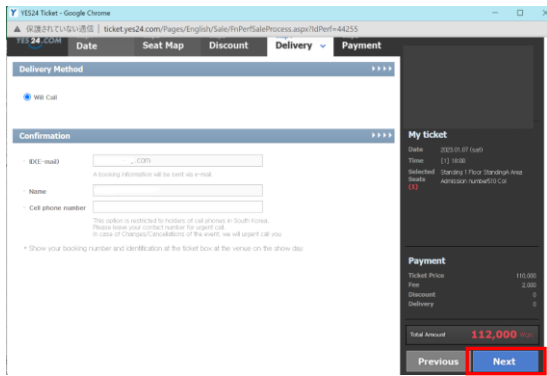 YES24 Ticket - Google Chrome
保護されていない通信 | ticket.yes24.com/Pages/English/Sale/FnPerfSaleProcess.aspx?IdPerf=44255
YES24.COM
Date
Seat Map
Discount
Delivery
Payment
Delivery Method
Will Call
Confirmation
ID(E-mail)
.com
A booking information will be sent via e-mail.
Name
Cell phone number
This option is restricted to holders of cell phones in South Korea.
Please leave your contact number for urgent call.
In case of Changes/Cancellations of the event, we will urgent call you.
* Show your booking number and identification at the ticket box at the venue on the show day.
My ticket
Date 2023.01.07 (sat)
Time [1] 18:00
Selected Seats (1)
Standing 1 Floor StandingA Area
Admission number
Payment
Ticket Price 110,000
Fee 2,000
Discount 0
Delivery 0
Total Amount 112,000 Won
Previous
Next